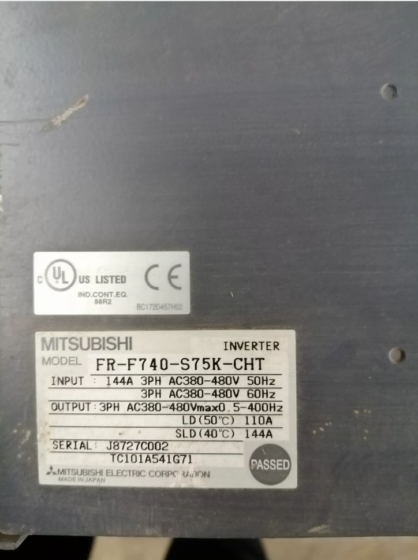 c UL US LISTED CE
IND.CONT.EQ.
88R2
MITSUBISHI INVERTER
MODEL FR-F740-S75K-CHT
INPUT : 144A 3PH AC380-480V 50Hz
3PH AC380-480V 60Hz
OUTPUT:3PH AC380-480Vmax0.5-400Hz
LD(50℃) 110A
SLD(40℃) 144A
SERIAL: J8727C002
TC101A541G71
PASSED
MITSUBISHI ELECTRIC CORPORATION
MADE IN JAPAN